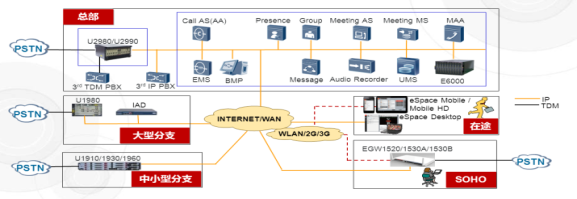 总部
Call AS(AA)
Presence
Group
Meeting AS
Meeting MS
MAA
PSTN
U2980/U2990
3rd TDM PBX
3rd IP PBX
EMS
BMP
Message
Audio Recorder
UMS
E6000
U1980
IAD
PSTN
大型分支
INTERNET/WAN
WLAN/2G/3G
eSpace Mobile /
Mobile HD
eSpace Desktop
在途
IP
TDM
U1910/1930/1960
PSTN
中小型分支
EGW1520/1530A/1530B
PSTN
SOHO